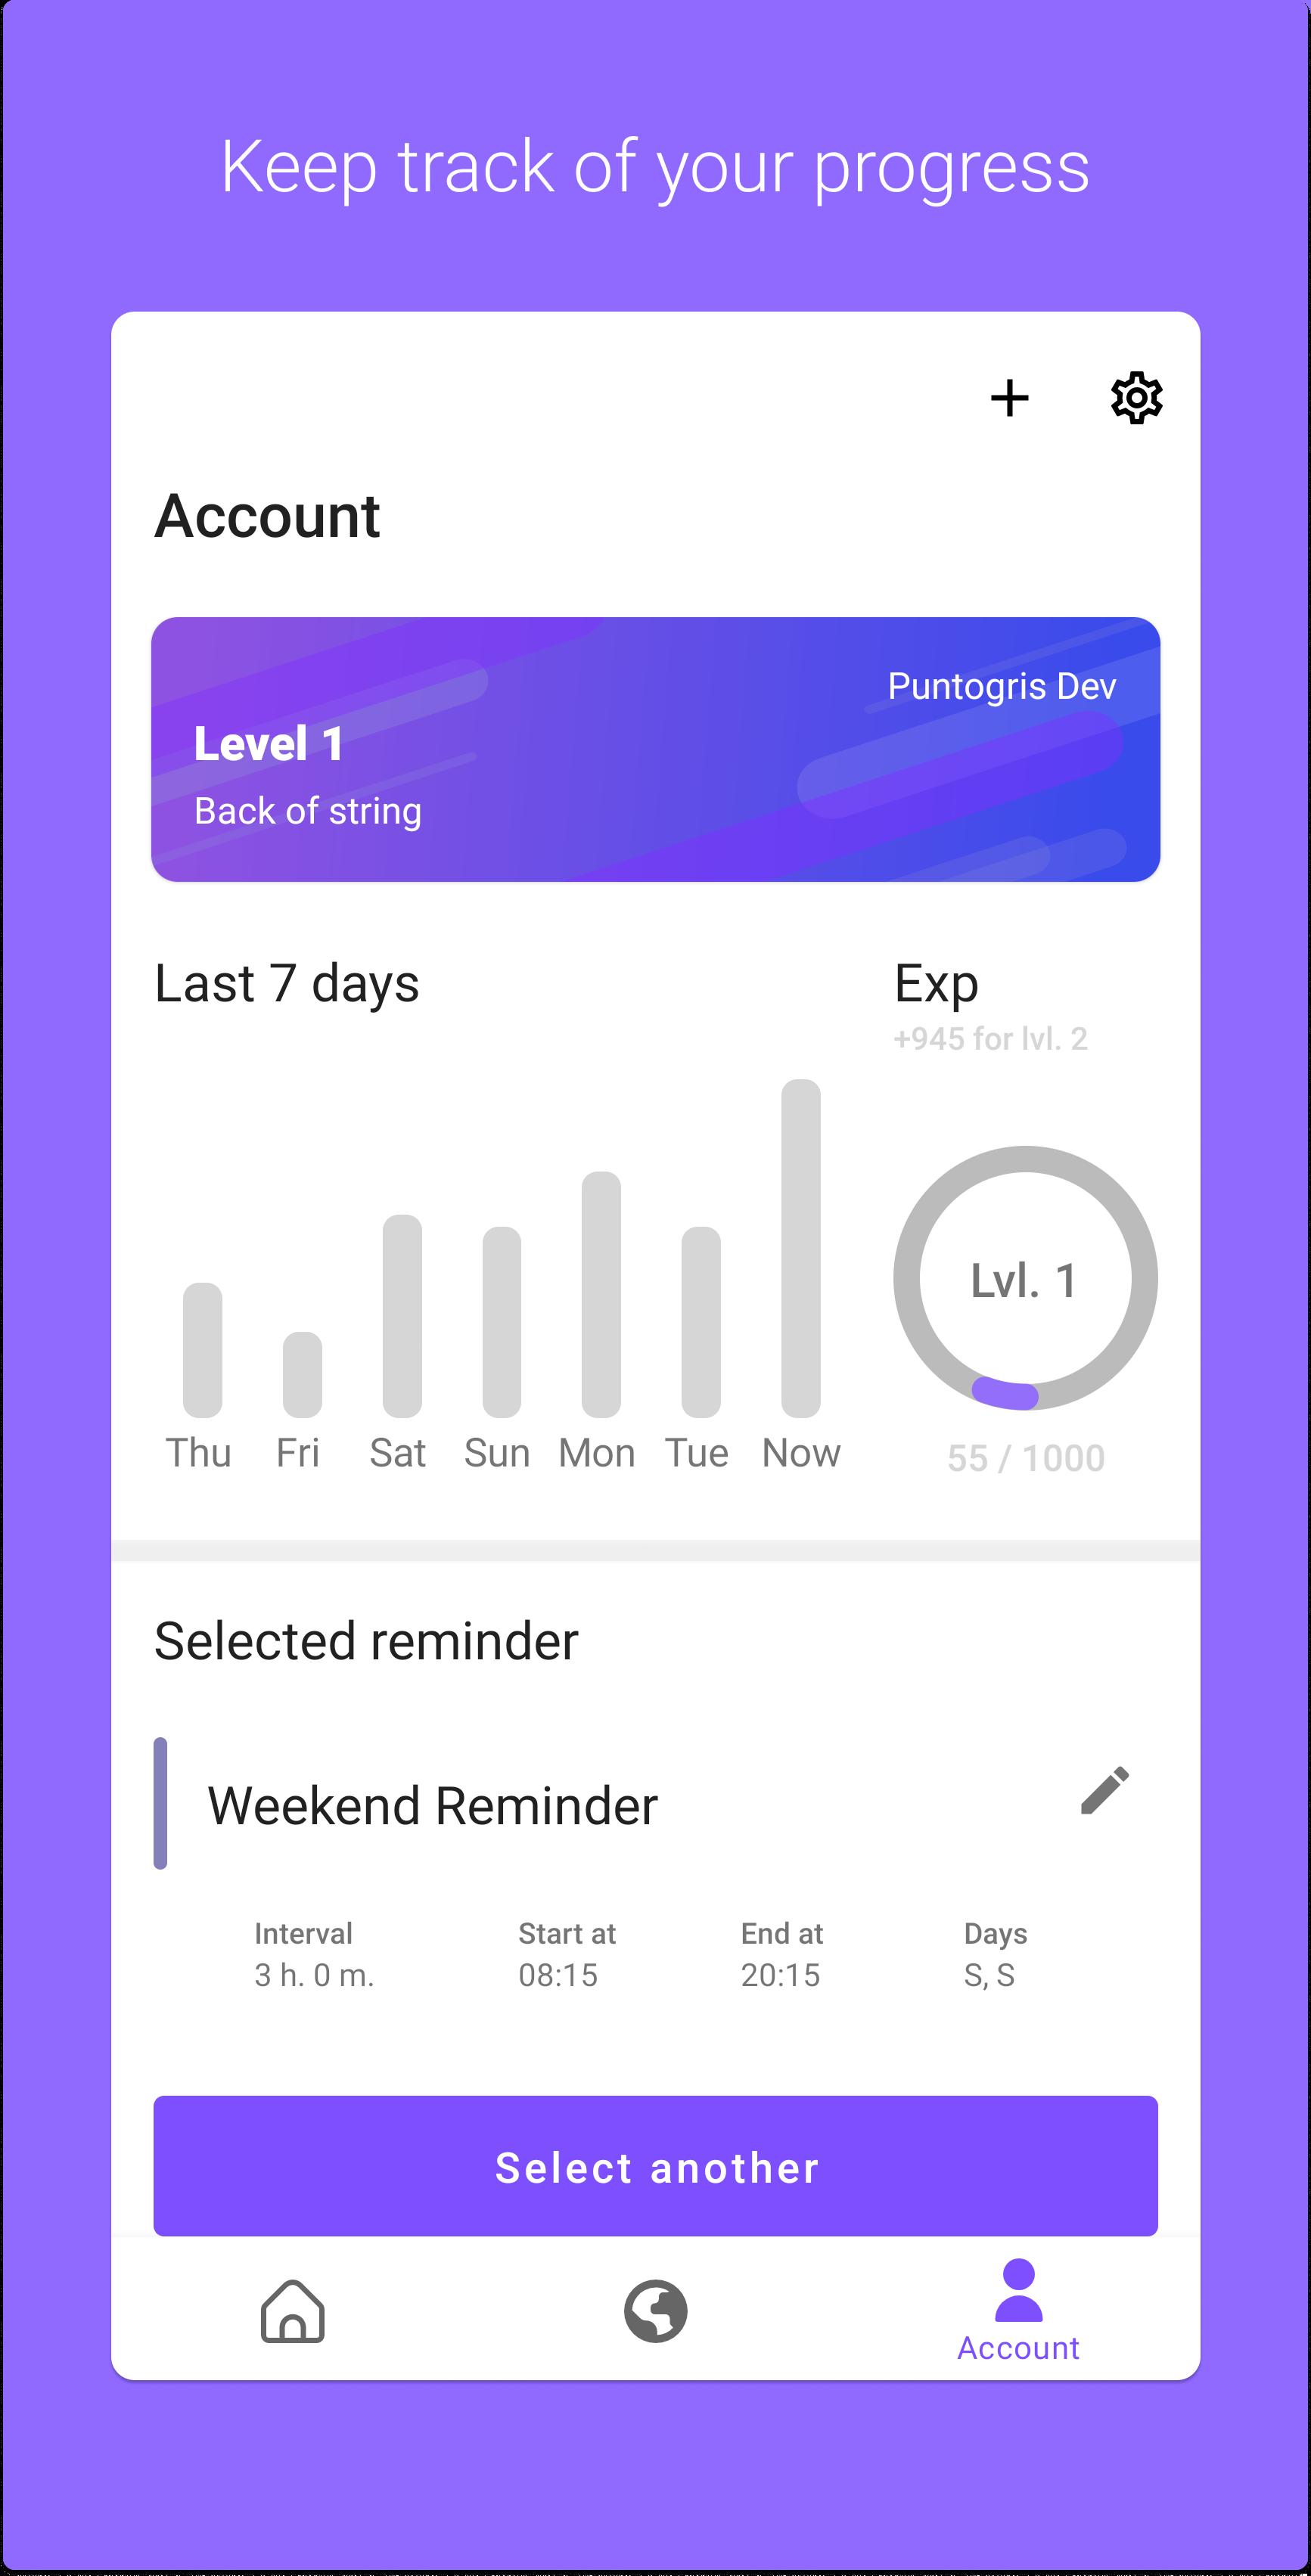 Keep track of your progress
Account
Puntogris Dev
Level 1
Back of string
Last 7 days
Exp
+945 for lvl. 2
Lvl. 1
Thu Fri Sat Sun Mon Tue Now
55 / 1000
Selected reminder
Weekend Reminder
Interval Start at End at Days
3 h. 0 m. 08:15 20:15 S, S
Select another
Account